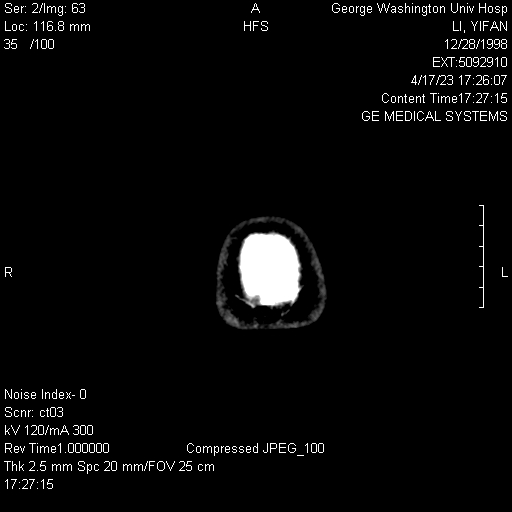 Ser: 2/Img: 63
Loc: 116.8 mm
35 /100
A
HFS
George Washington Univ Hosp
LI, YIFAN
12/28/1998
EXT:5092910
4/17/23 17:26:07
Content Time17:27:15
GE MEDICAL SYSTEMS
R
L
Noise Index- 0
Scnr: ct03
kV 120/mA 300
Rev Time1.000000
Compressed JPEG_100
Thk 2.5 mm Spc 20 mm/FOV 25 cm
17:27:15